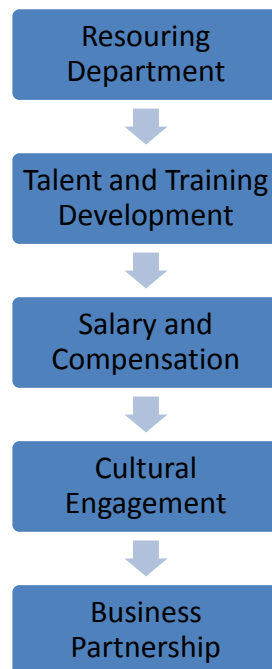 Resouring
Department
Talent and Training
Development
Salary and
Compensation
Cultural
Engagement
Business
Partnership